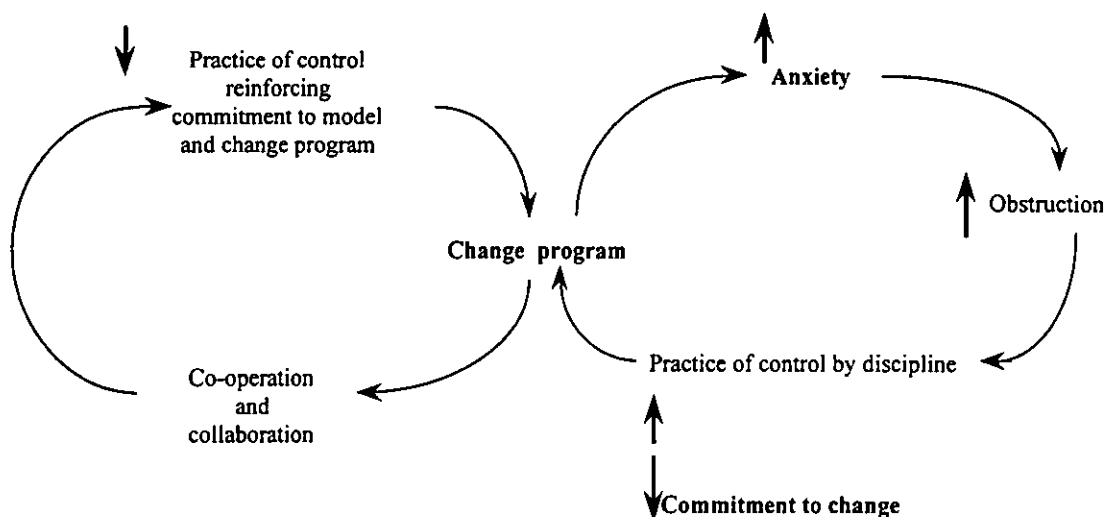 Practice of control
reinforcing
commitment to model
and change program
Anxiety
Obstruction
Change program
Practice of control by discipline
Co-operation
and
collaboration
Commitment to change